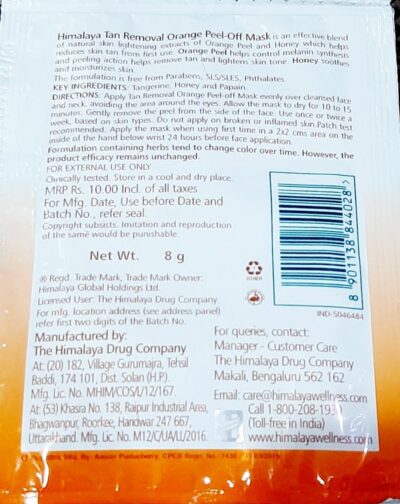 Himalaya Tan Removal Orange Peel-Off Mask is an effective blend
of natural skin lightening extracts of Orange Peel and Honey which helps
reduces skin tan from first use. Orange Peel helps control melanin synthesis
and peeling action helps remove tan and lightens skin tone. Honey soothes
and moisturizes skin.
The formulation is free from Parabens, SLS/SLES, Phthalates.
KEY INGREDIENTS: Tangerine, Honey and Papain.
DIRECTIONS: Apply Tan Removal Orange Peel-off Mask evenly over cleansed face
and neck, avoiding the area around the eyes. Allow the mask to dry for 10 to 15
minutes. Gently remove the peel from the side of the face. Use once or twice a
week, based on skin types. Do not apply on broken or inflamed skin.Patch test
recommended. Apply the mask when using first time in a 2x2 cms area on the
inside of the hand below wrist 24 hours before face application.
Formulation containing herbs tend to change color over time. However, the
product efficacy remains unchanged.
FOR EXTERNAL USE ONLY
Clinically tested. Store in a cool and dry place.
MRP Rs. 10.00 Incl. of all taxes
For Mfg. Date, Use before Date and
Batch No., refer seal.
Copyright subsists. Imitation and reproduction
of the same would be punishable.
Net Wt. 8 g
8 901138 844028
IND-5046484
® Regd. Trade Mark, Trade Mark Owner:
Himalaya Global Holdings Ltd.
Licensed User: The Himalaya Drug Company
For mfg. location address (see address panel)
refer first two digits of the Batch No.
OTHER
Manufactured by:
The Himalaya Drug Company
At: (20) 182, Village Gurumajra, Tehsil
Baddi, 174 101, Dist. Solan (H.P.)
Mfg. Lic. No. MHIM/COS/L/12/167.
At: (53) Khasra No. 138, Raipur Industrial Area,
Bhagwanpur, Roorkee, Handwar 247 667,
Uttarakhand. Mfg. Lic. No. M12/C/UA/LL/2016.
For queries, contact:
Manager - Customer Care
The Himalaya Drug Company
Makali, Bengaluru 562 162
Email: care@himalayawellness.com
Call 1-800-208-1930
(Toll-free in India)
www.himalayawellness.com
Puducherry. CPCB Regn. No.